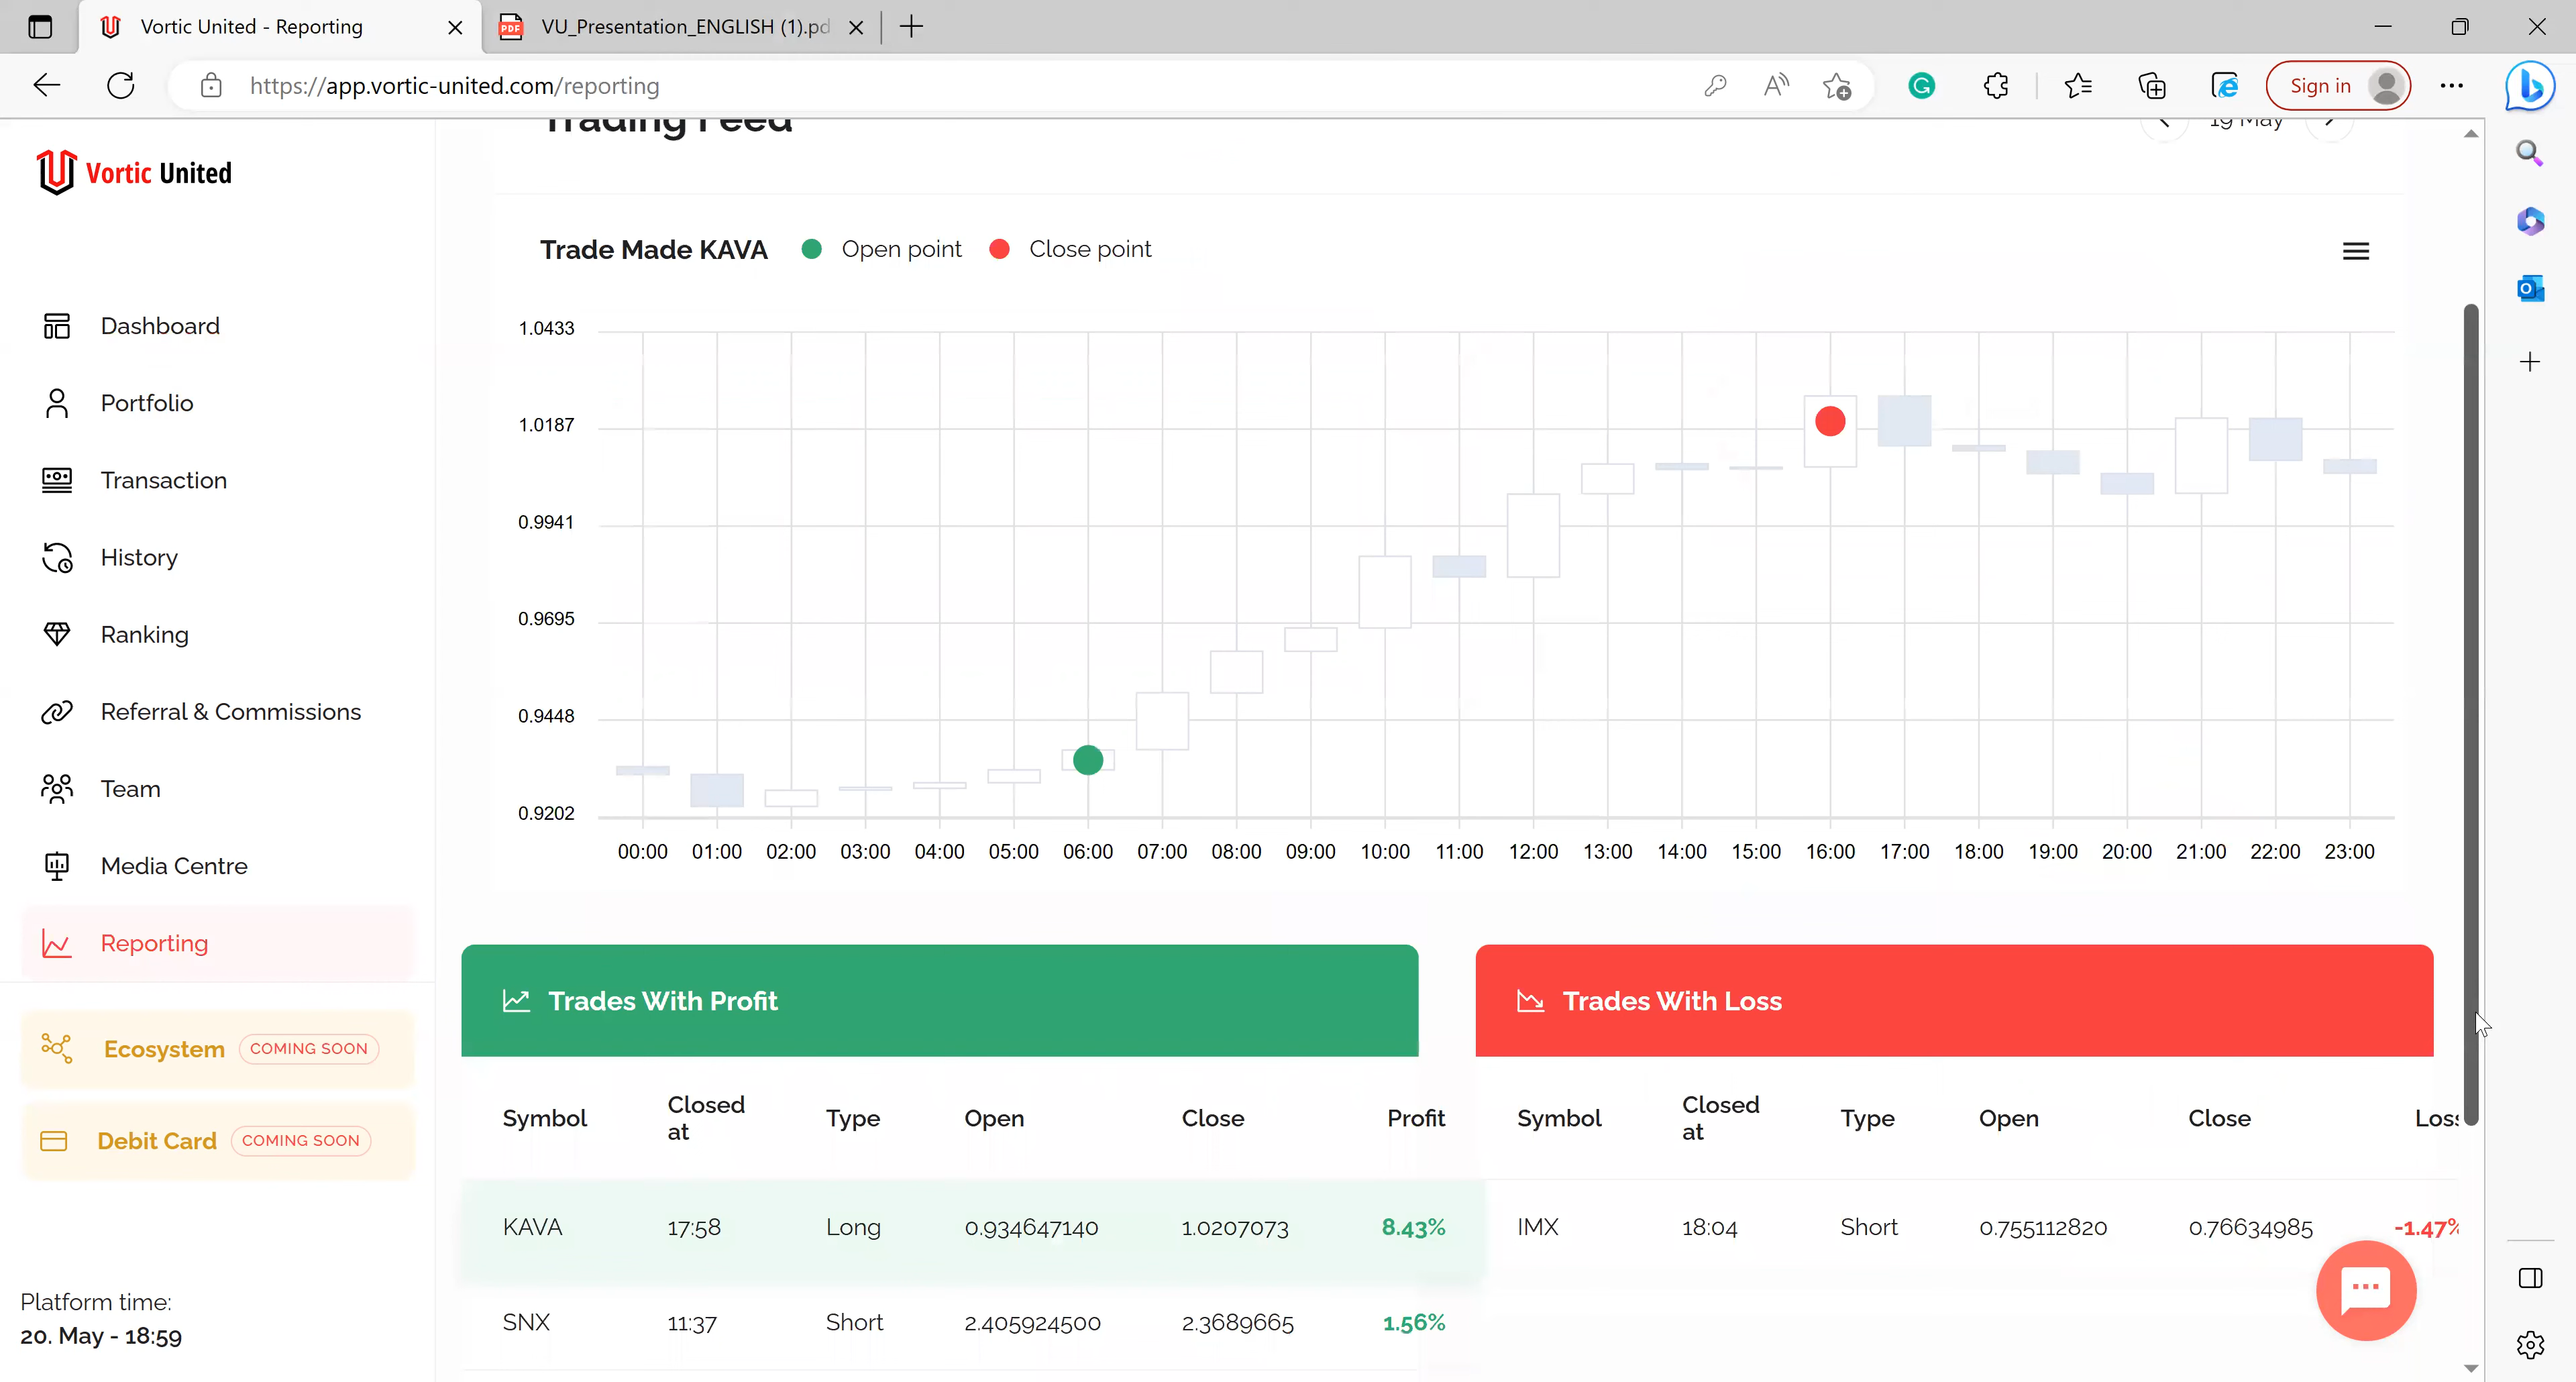 Vortic United - Reporting
VU_Presentation_ENGLISH (1).pd
https://app.vortic-united.com/reporting
Sign in
Vortic United
Dashboard
Portfolio
Transaction
History
Ranking
Referral & Commissions
Team
Media Centre
Reporting
Ecosystem COMING SOON
Debit Card COMING SOON
Platform time:
20. May - 18:59
Trading Feed
19 May
Trade Made KAVA Open point Close point
1.0433
1.0187
0.9941
0.9695
0.9448
0.9202
00:00 01:00 02:00 03:00 04:00 05:00 06:00 07:00 08:00 09:00 10:00 11:00 12:00 13:00 14:00 15:00 16:00 17:00 18:00 19:00 20:00 21:00 22:00 23:00
Trades With Profit
Symbol Closed at Type Open Close Profit
KAVA 17:58 Long 0.934647140 1.0207073 8.43%
SNX 11:37 Short 2.405924500 2.3689665 1.56%
Trades With Loss
Symbol Closed at Type Open Close Loss
IMX 18:04 Short 0.755112820 0.76634985 -1.47%